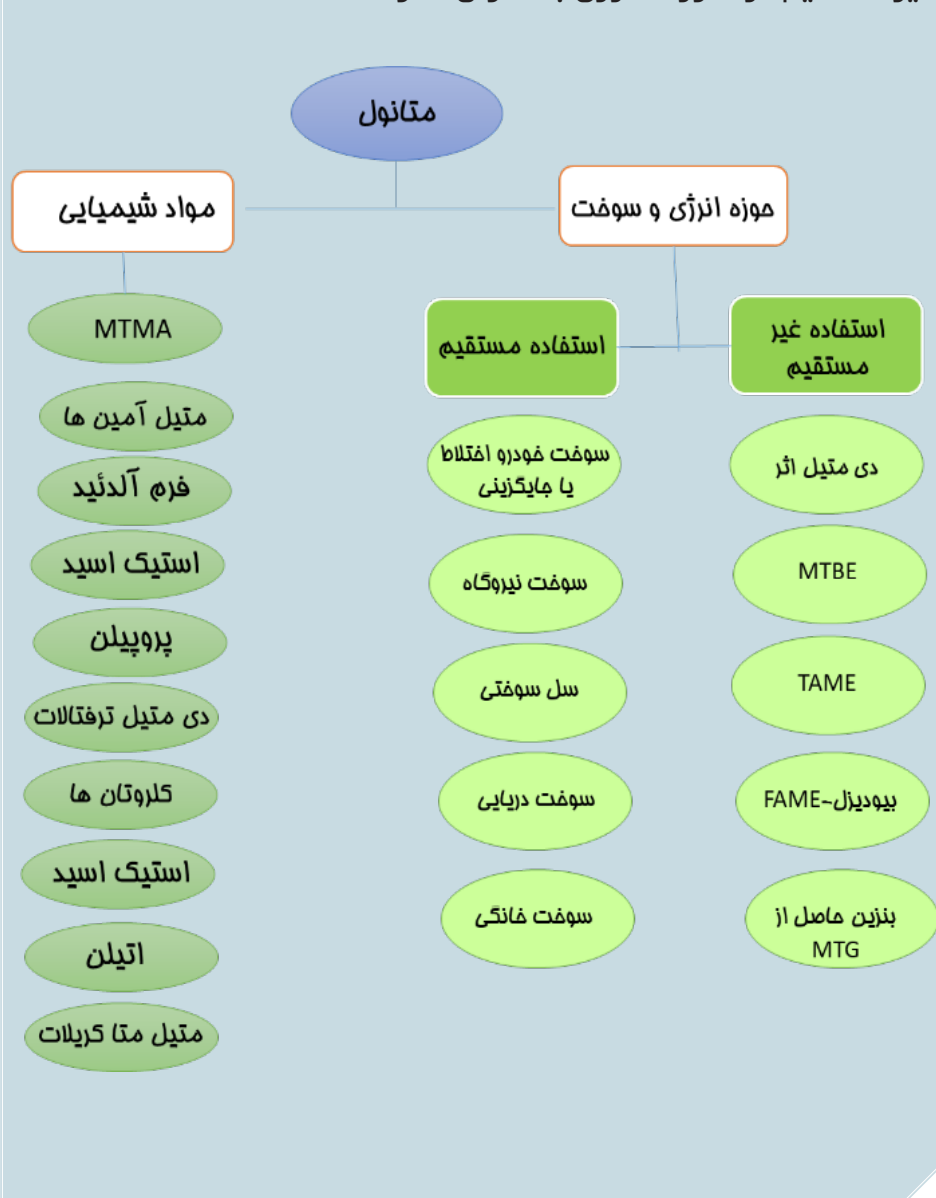 متانول
حوزه انرژی و سوخت
مواد شیمیایی
استفاده غیر
مستقیم
دی متیل اثر
MTBE
TAME
بیودیزل-FAME
بنزین حاصل از
MTG
استفاده مستقیم
سوخت خودرو اختلاط
یا جایگزینی
سوخت نیروگاه
سل سوختی
سوخت دریایی
سوخت خانگی
MTMA
متیل آمین ها
فرم آلدئید
استیک اسید
پروپیلن
دی متیل ترفتالات
کلروتان ها
استیک اسید
اتیلن
متیل متا کریلات